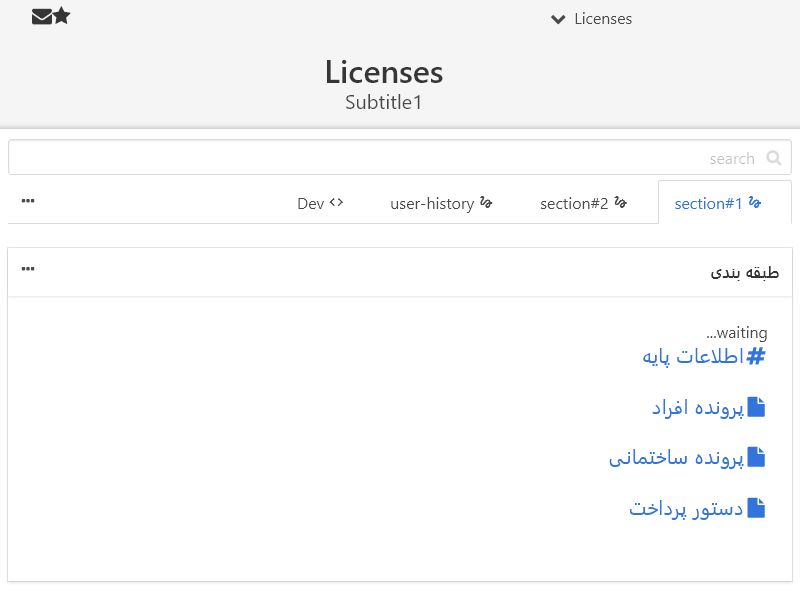 Licenses
Licenses
Subtitle1
search
section#1
section#2
user-history
Dev <>
طبقه بندی
...waiting
#اطلاعات پایه
پرونده افراد
پرونده ساختمانی
دستور پرداخت